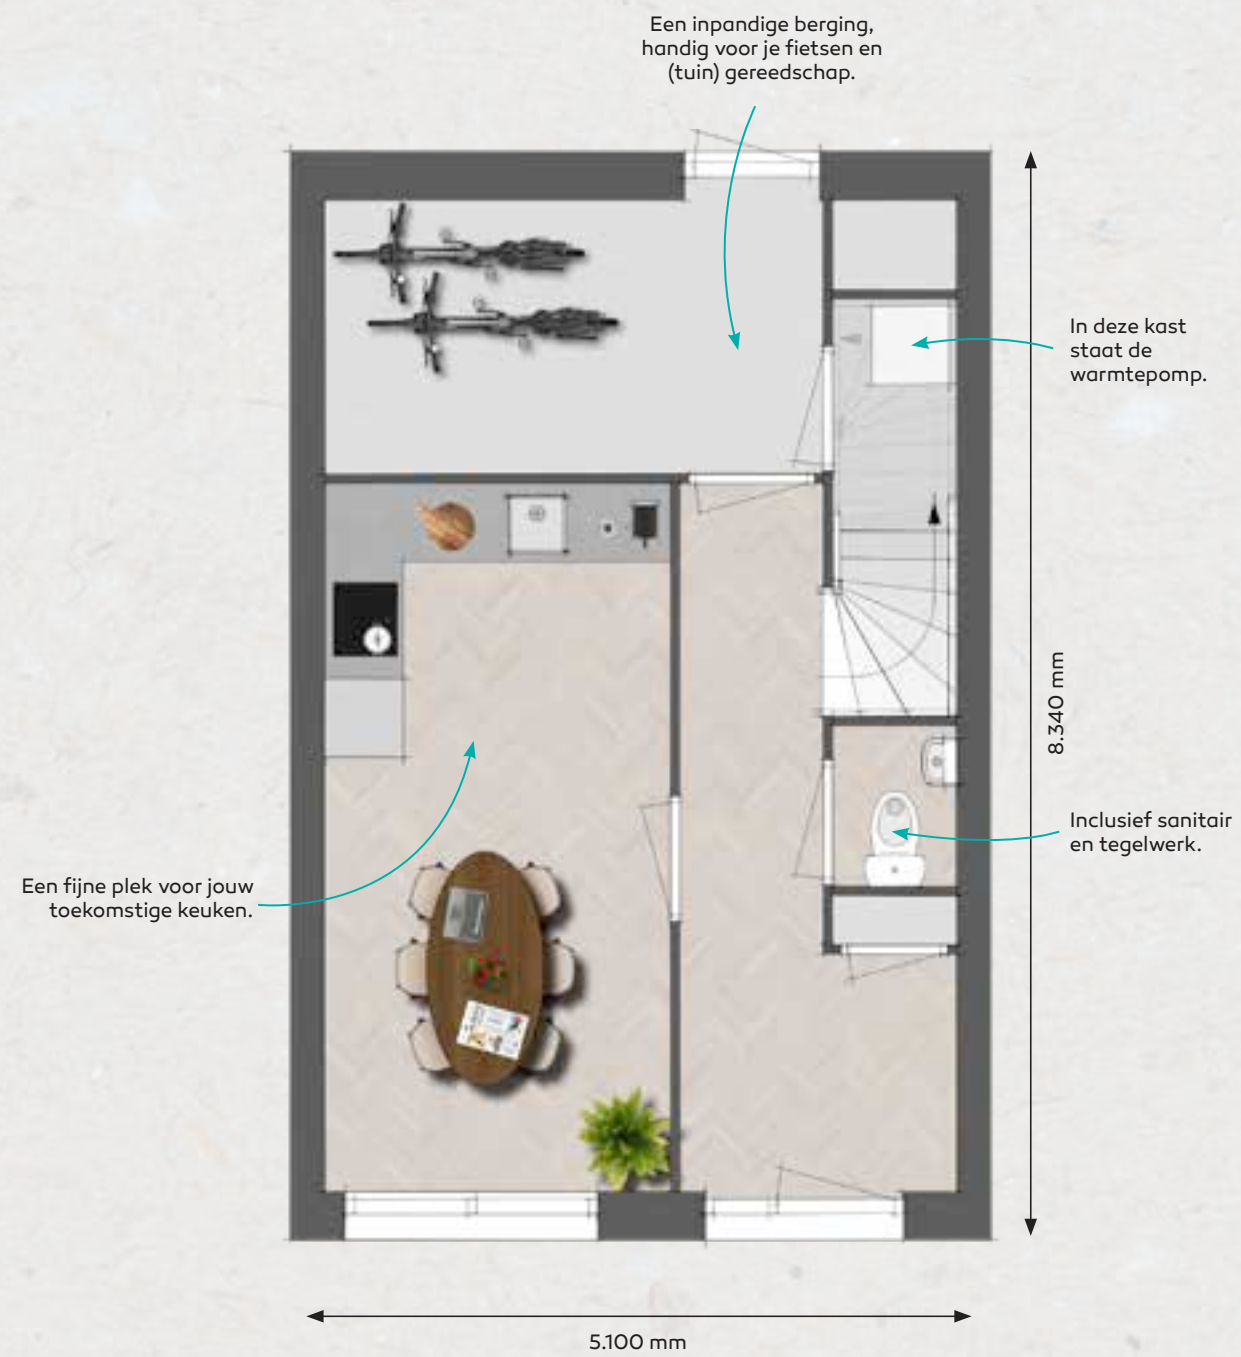 Een inpandige berging,
handig voor je fietsen en
(tuin) gereedschap.
In deze kast
staat de
warmtepomp.
8.340 mm
Inclusief sanitair
en tegelwerk.
Een fijne plek voor jouw
toekomstige keuken.
5.100 mm